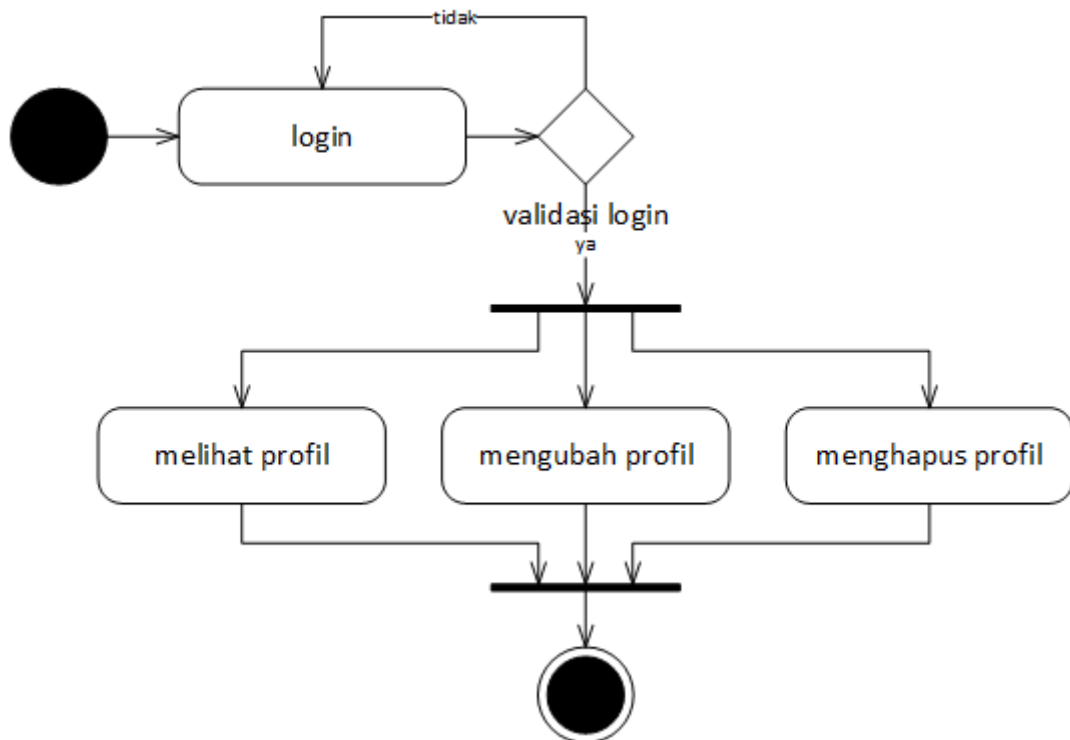 tidak
login
validasi login
ya
melihat profil
mengubah profil
menghapus profil